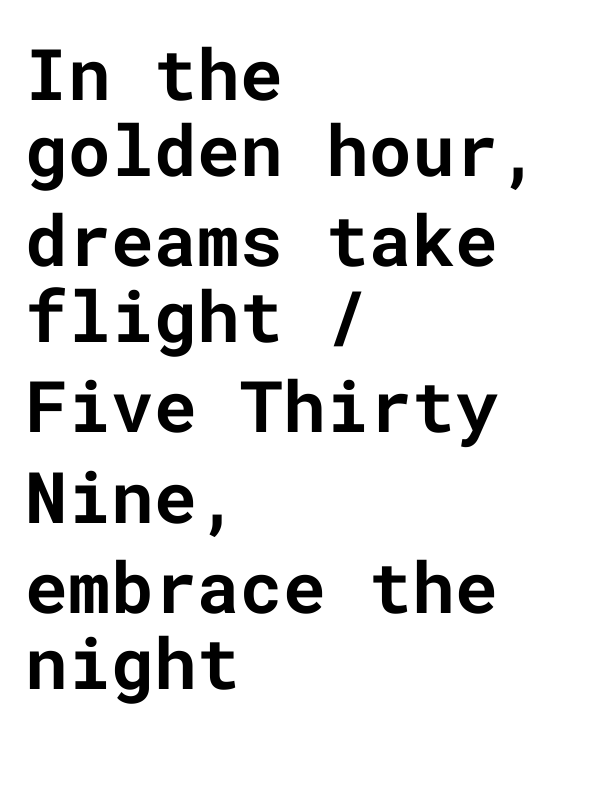 In the
golden hour,
dreams take
flight /
Five Thirty
Nine,
embrace the
night